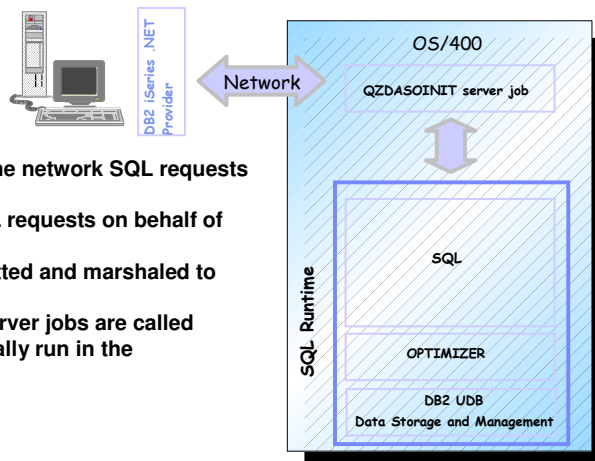 DB2 iSeries .NET
Provider
Network
OS/400
QZDASOINIT server job
ne network SQL requests
requests on behalf of
tted and marshaled to
rver jobs are called
ally run in the
SQL Runtime
SQL
OPTIMIZER
DB2 UDB
Data Storage and Management